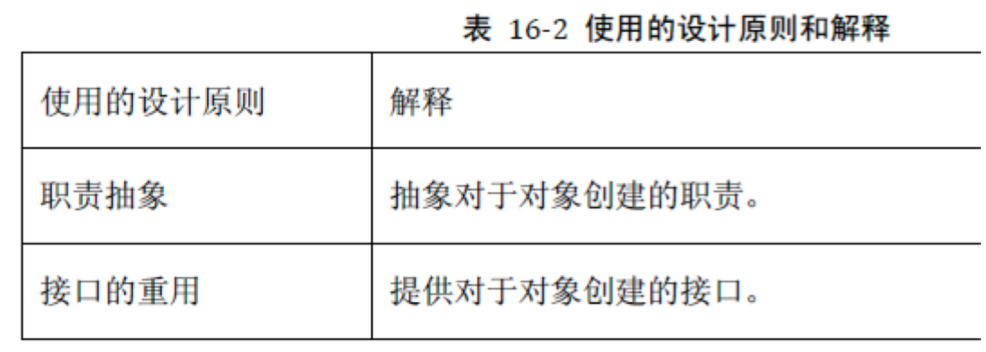 表 16-2 使用的设计原则和解释
使用的设计原则 解释
职责抽象 抽象对于对象创建的职责。
接口的重用 提供对于对象创建的接口。